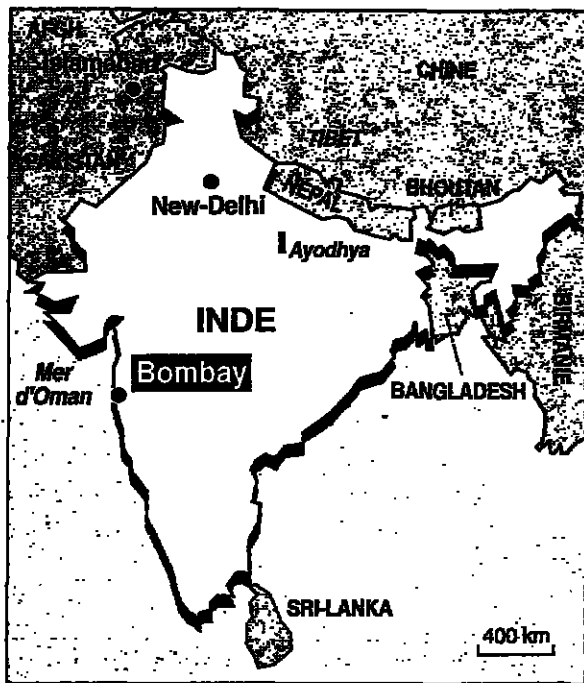 AFGH.
Islamabad
CHINE
PAKISTAN
TIBET
NEPAL
BHOUTAN
New-Delhi
Ayodhya
INDE
BIRMANIE
Mer
d'Oman
Bombay
BANGLADESH
SRI-LANKA
400 km